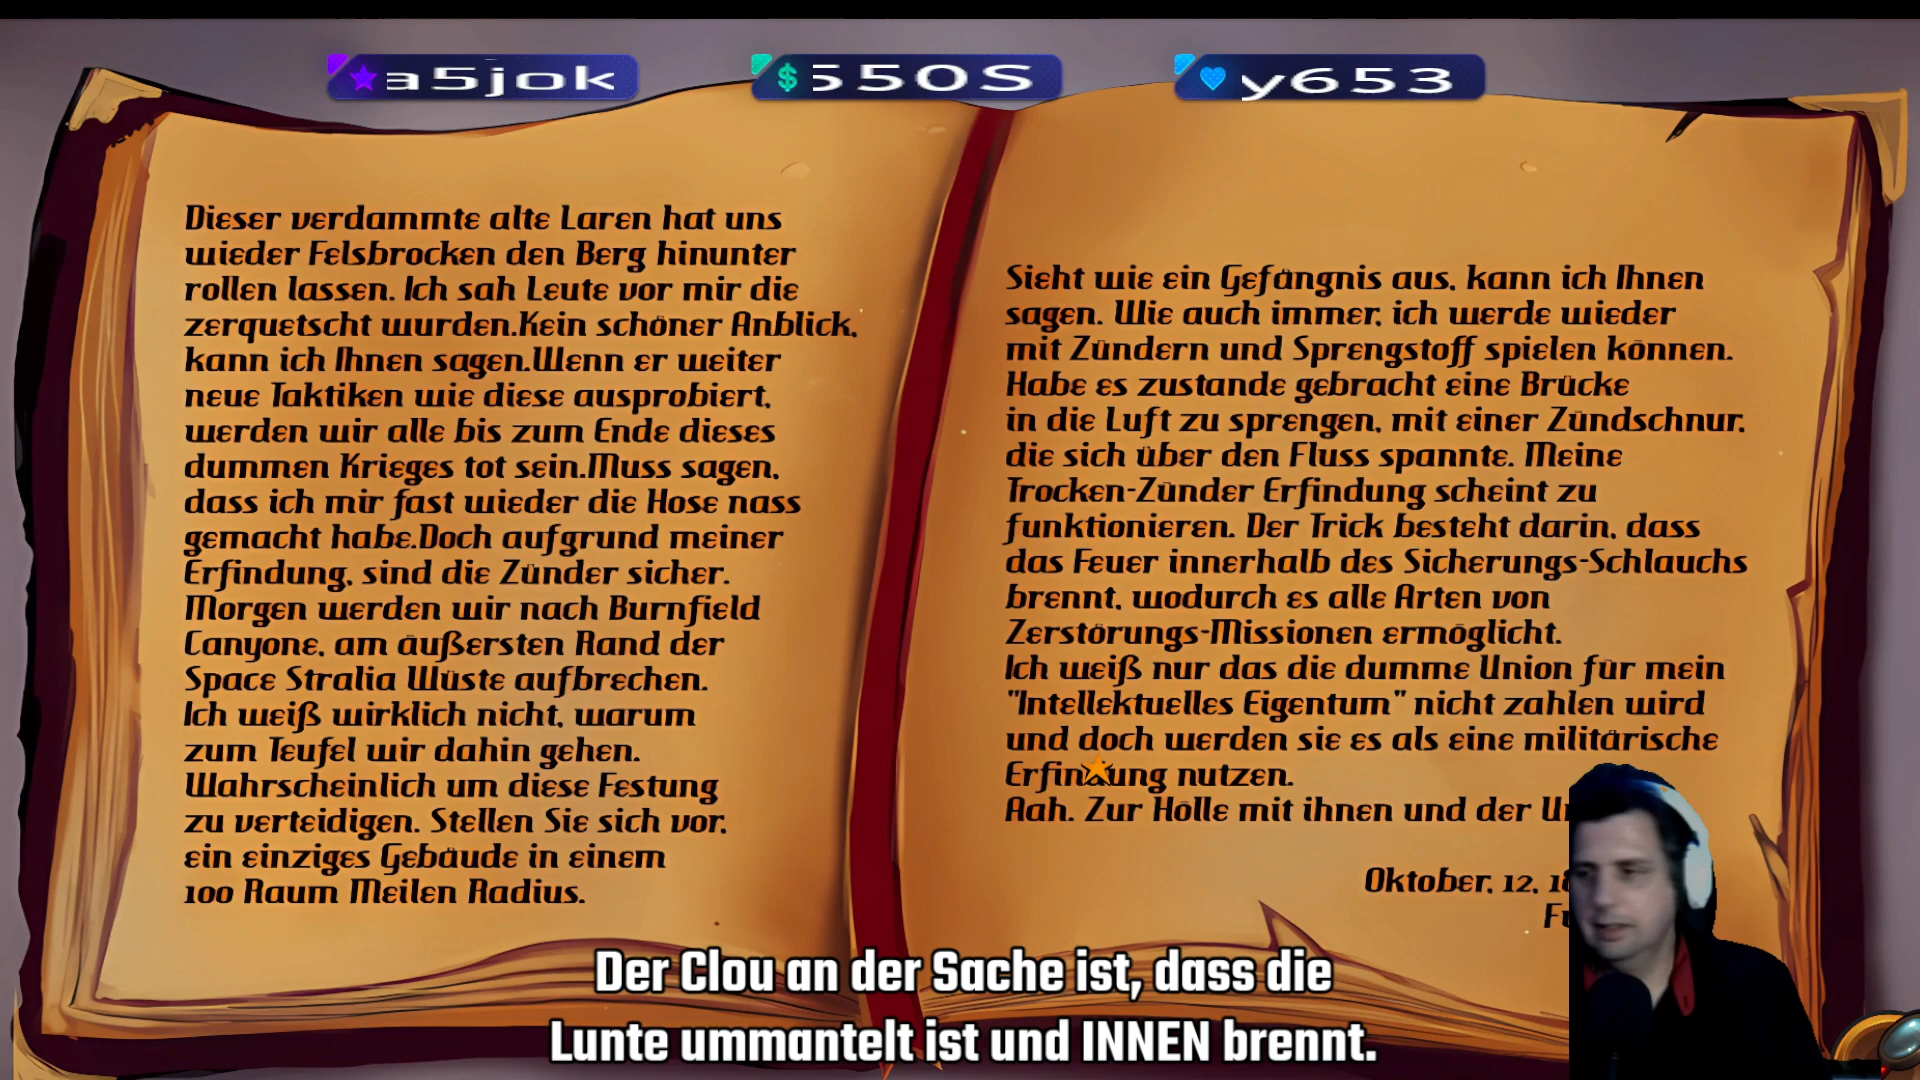 a5jok
550S
y653
Dieser verdammte alte Laren hat uns
wieder Felsbrocken den Berg hinunter
rollen lassen. Ich sah Leute vor mir die
zerquetscht wurden.Kein schöner Anblick,
kann ich Ihnen sagen.Wenn er weiter
neue Taktiken wie diese ausprobiert,
werden wir alle bis zum Ende dieses
dummen Krieges tot sein.Muss sagen,
dass ich mir fast wieder die Hose nass
gemacht habe.Doch aufgrund meiner
Erfindung, sind die Zünder sicher.
Morgen werden wir nach Burnfield
Canyone, am äußersten Rand der
Space Stralia Wüste aufbrechen.
Ich weiß wirklich nicht, warum
zum Teufel wir dahin gehen.
Wahrscheinlich um diese Festung
zu verteidigen. Stellen Sie sich vor,
ein einziges Gebäude in einem
100 Raum Meilen Radius.
Sieht wie ein Gefängnis aus, kann ich Ihnen
sagen. Wie auch immer, ich werde wieder
mit Zündern und Sprengstoff spielen können.
Habe es zustande gebracht eine Brücke
in die Luft zu sprengen, mit einer Zündschnur,
die sich über den Fluss spannte. Meine
Trocken-Zünder Erfindung scheint zu
funktionieren. Der Trick besteht darin, dass
das Feuer innerhalb des Sicherungs-Schlauchs
brennt, wodurch es alle Arten von
Zerstörungs-Missionen ermöglicht.
Ich weiß nur das die dumme Union für mein
"Intellektuelles Eigentum" nicht zahlen wird
und doch werden sie es als eine militärische
Erfindung nutzen.
Aah. Zur Hölle mit ihnen und der
Oktober, 12,
Der Clou an der Sache ist, dass die
Lunte ummantelt ist und INNEN brennt.